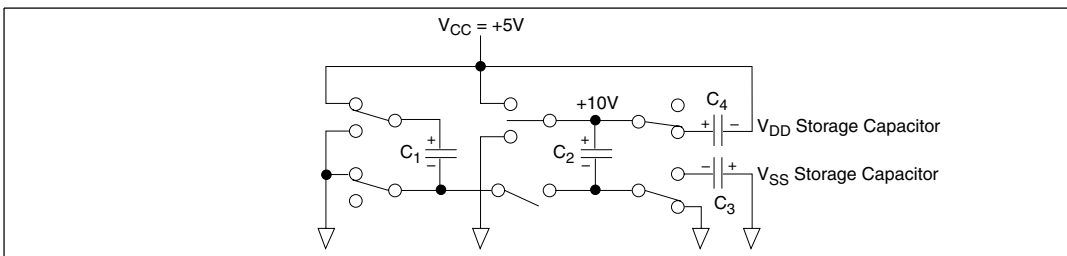 V_CC = +5V
+10V
C_4
+ −
V_DD Storage Capacitor
+
C_1
−
+
C_2
−
− +
V_SS Storage Capacitor
C_3